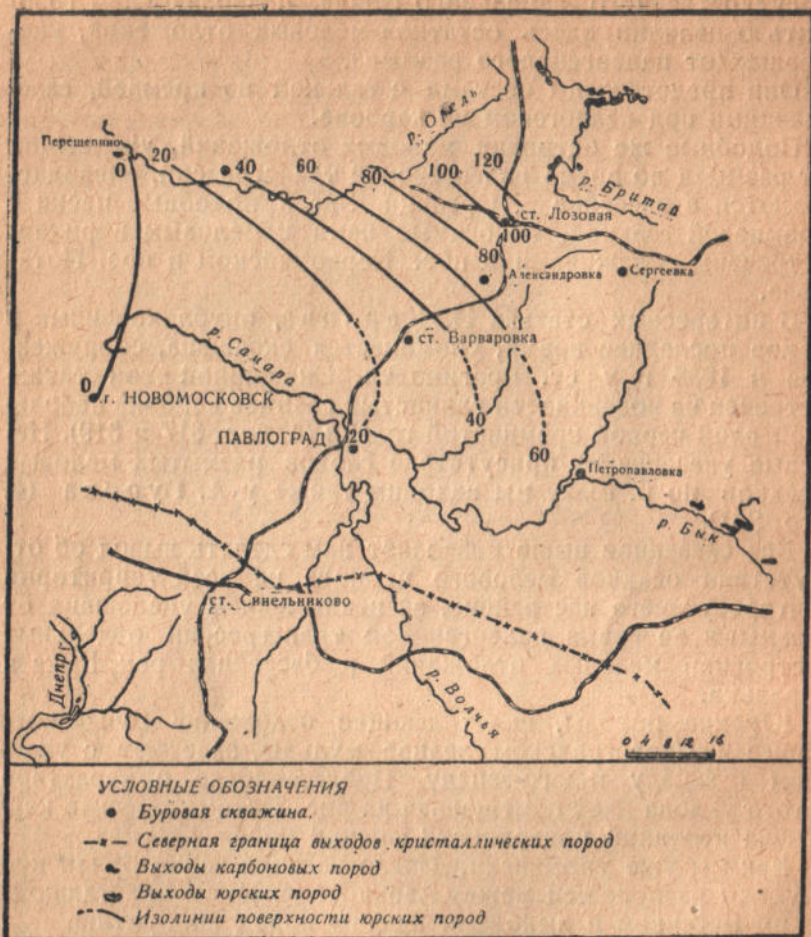 р. Орель
Перещепино
0
20
40
60
80
100
120
р. Бритай
ст. Лозовая
100
80
Александровка
Сергеевка
ст. Варваровка
р. Самара
0
г. НОВОМОСКОВСК
ПАВЛОГРАД
20
40
60
Петропавловка
р. Бык
ст. Синельниково
Днепр
р. Волчья
0 4 8 12 16
УСЛОВНЫЕ ОБОЗНАЧЕНИЯ
Буровая скважина.
Северная граница выходов кристаллических пород
Выходы карбоновых пород
Выходы юрских пород
Изолинии поверхности юрских пород